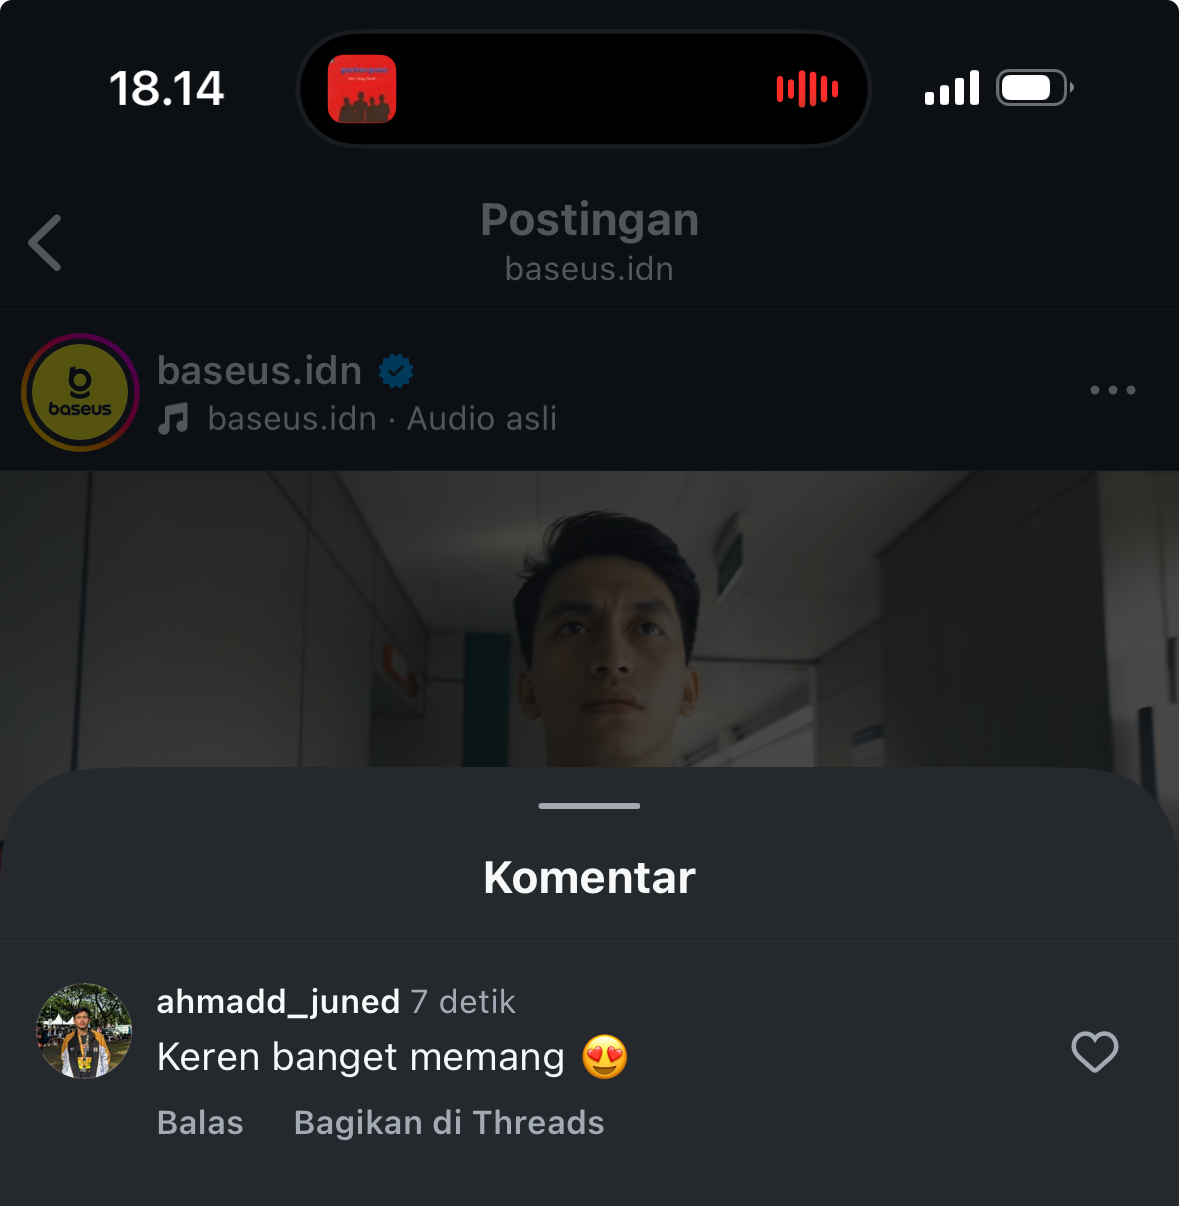 18.14
Postingan
baseus.idn
baseus
baseus.idn
baseus.idn · Audio asli
Komentar
ahmadd_juned 7 detik
Keren banget memang 😍
Balas Bagikan di Threads